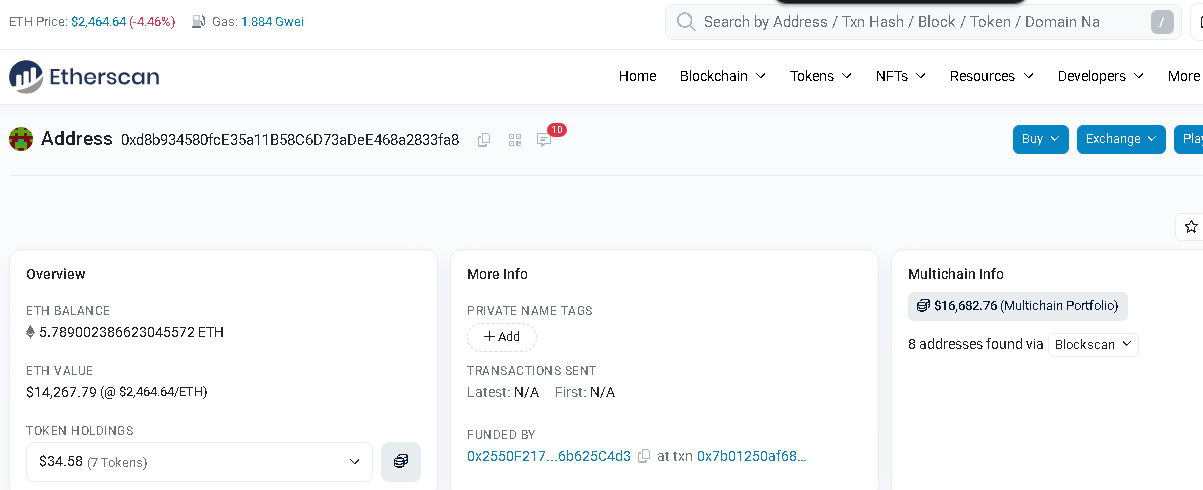 ETH Price: $2,464.64 (-4.46%) Gas: 1.884 Gwei
Search by Address / Txn Hash / Block / Token / Domain Na
/
Etherscan
Home Blockchain Tokens NFTs Resources Developers More
Address 0xd8b934580fcE35a11B58C6D73aDeE468a2833fa8
10
Buy Exchange Play
Overview
ETH BALANCE
5.789002386623045572 ETH
ETH VALUE
$14,267.79 (@ $2,464.64/ETH)
TOKEN HOLDINGS
$34.58 (7 Tokens)
More Info
PRIVATE NAME TAGS
+ Add
TRANSACTIONS SENT
Latest: N/A First: N/A
FUNDED BY
0x2550F217...6b625C4d3 at txn 0x7b01250af68...
Multichain Info
$16,682.76 (Multichain Portfolio)
8 addresses found via Blockscan